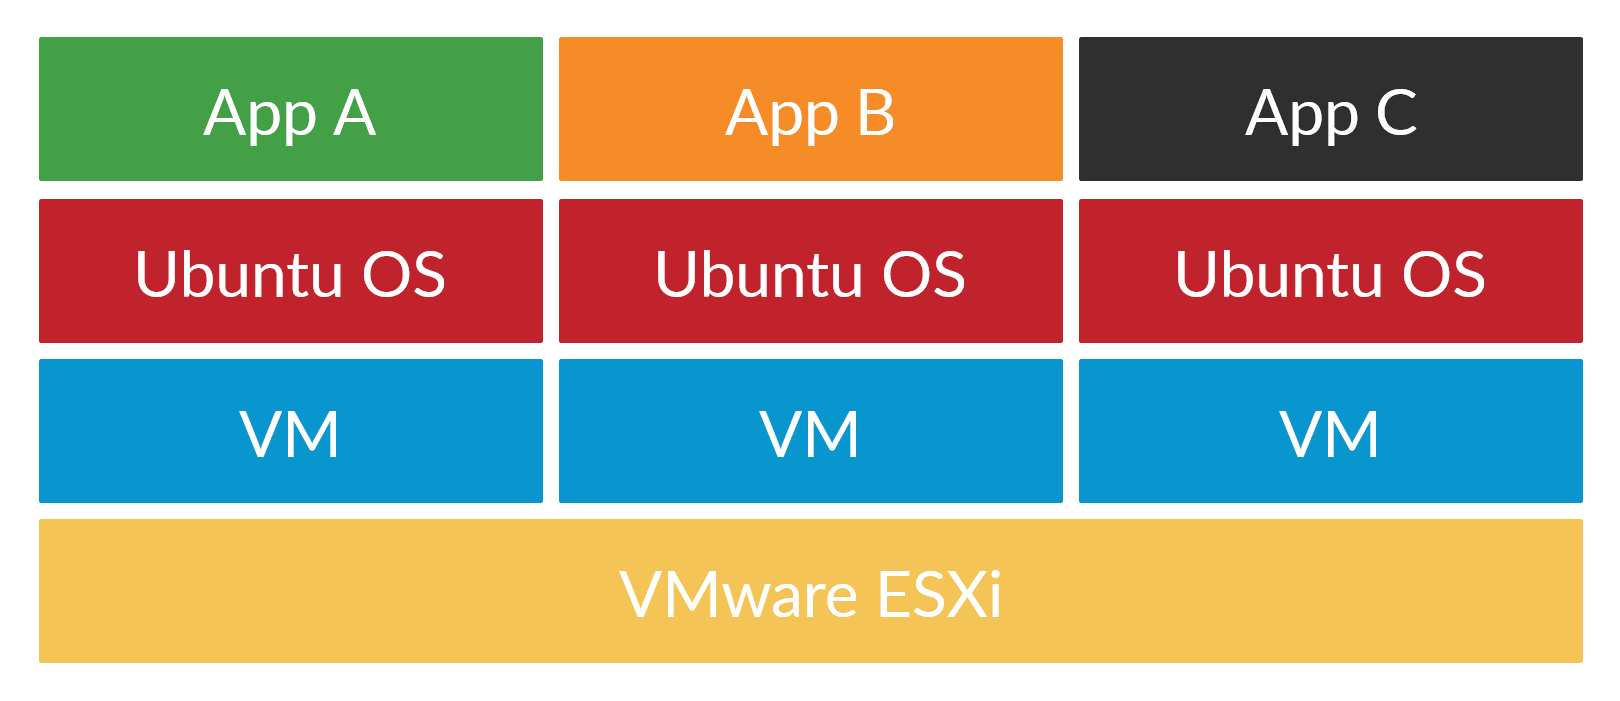 App A
App B
App C
Ubuntu OS
Ubuntu OS
Ubuntu OS
VM
VM
VM
VMware ESXi